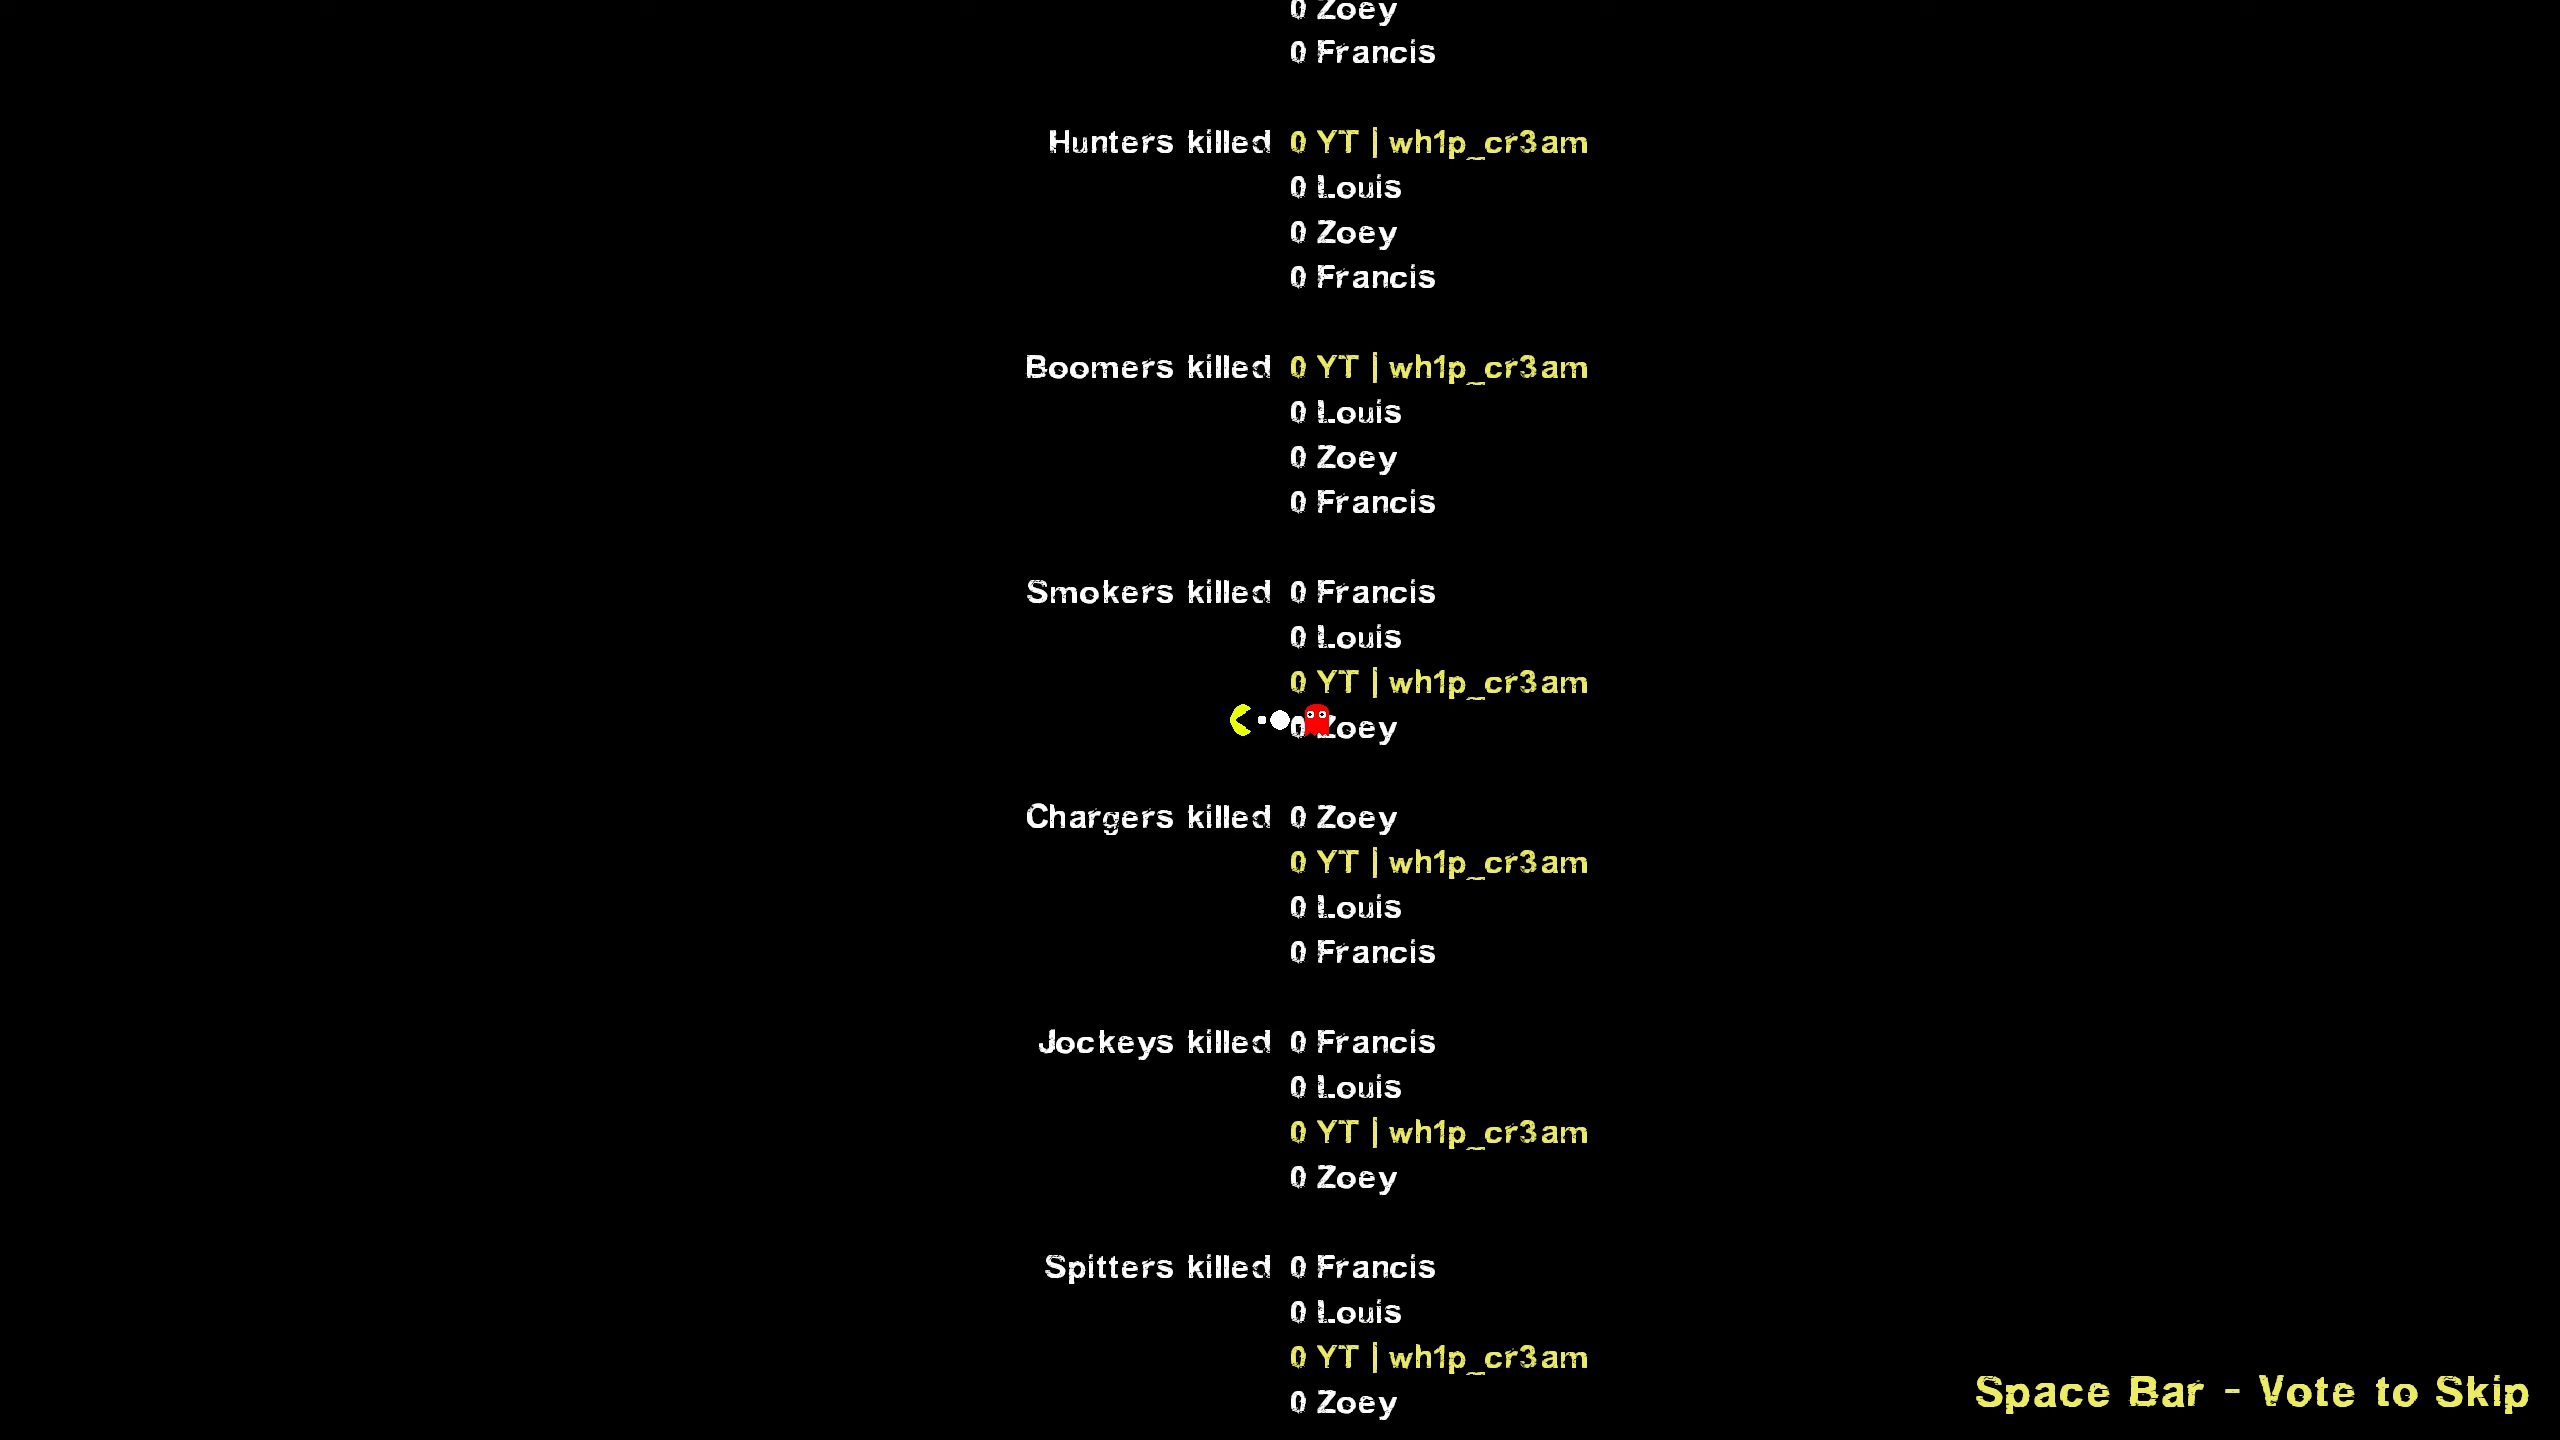 0 Zoey
0 Francis
Hunters killed 0 YT | wh1p_cr3am
0 Louis
0 Zoey
0 Francis
Boomers killed 0 YT | wh1p_cr3am
0 Louis
0 Zoey
0 Francis
Smokers killed 0 Francis
0 Louis
0 YT | wh1p_cr3am
0 Zoey
Chargers killed 0 Zoey
0 YT | wh1p_cr3am
0 Louis
0 Francis
Jockeys killed 0 Francis
0 Louis
0 YT | wh1p_cr3am
0 Zoey
Spitters killed 0 Francis
0 Louis
0 YT | wh1p_cr3am
0 Zoey
Space Bar - Vote to Skip